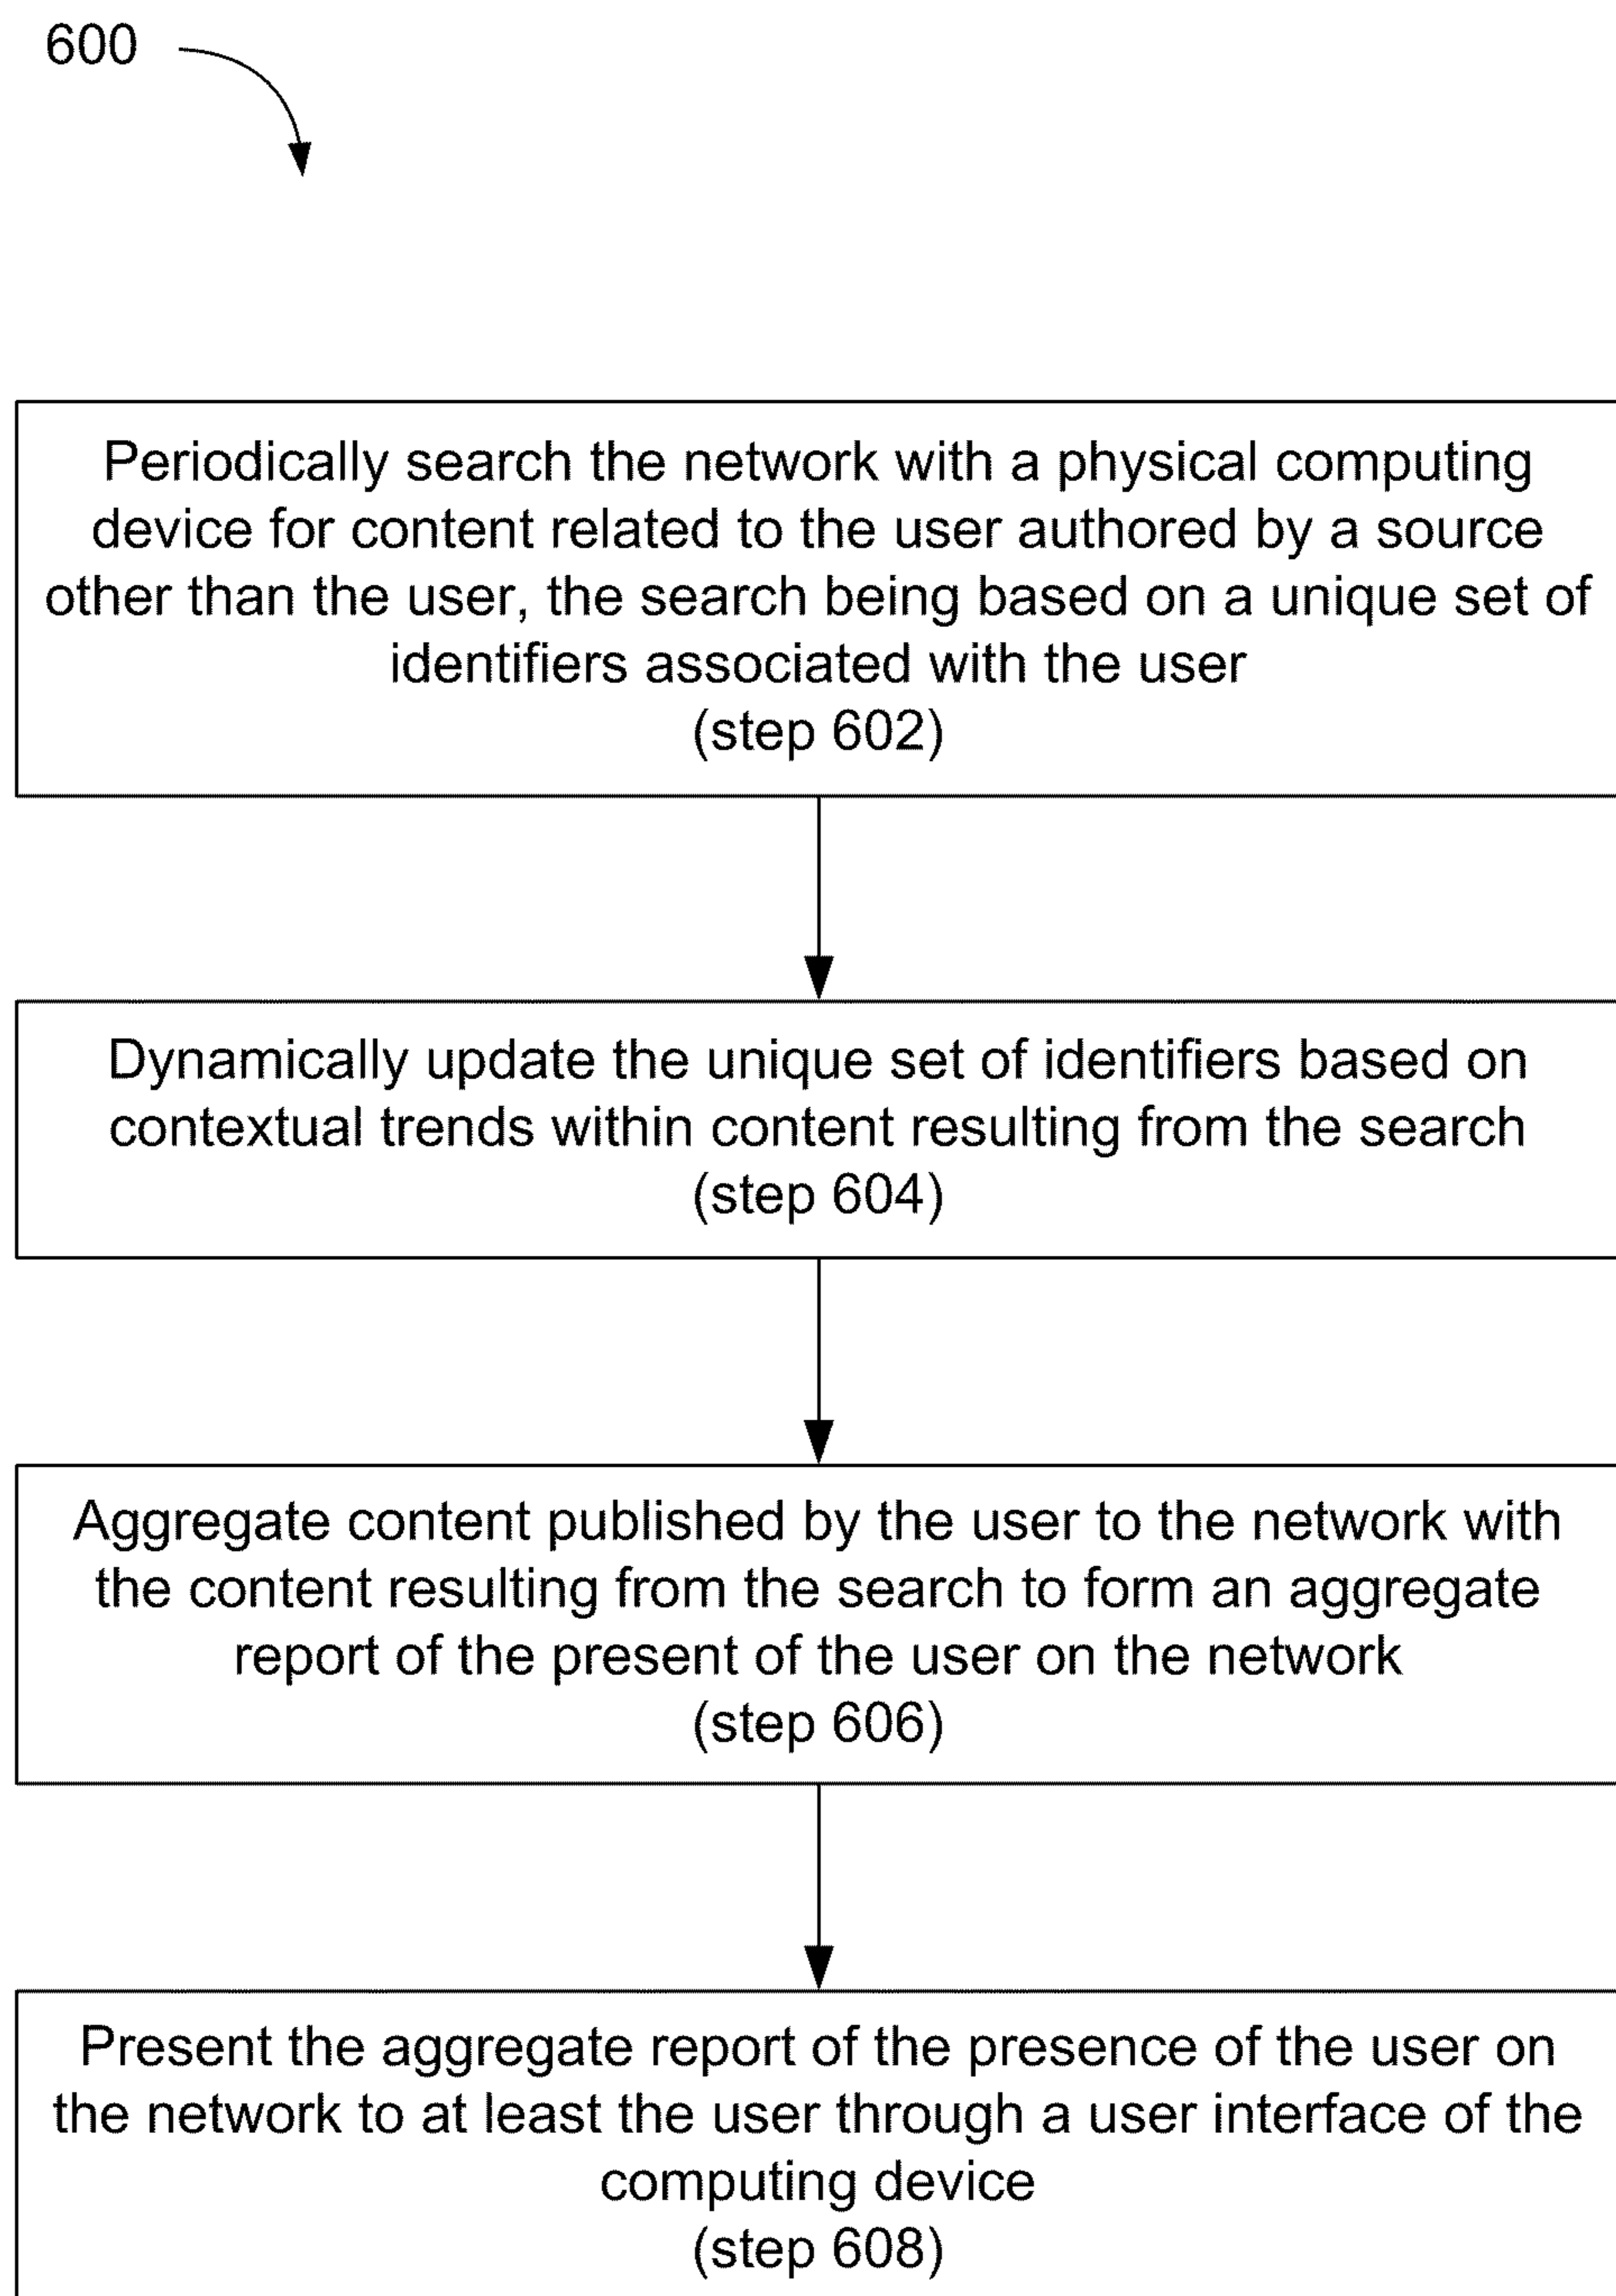 600
Periodically search the network with a physical computing
device for content related to the user authored by a source
other than the user, the search being based on a unique set of
identifiers associated with the user
(step 602)
Dynamically update the unique set of identifiers based on
contextual trends within content resulting from the search
(step 604)
Aggregate content published by the user to the network with
the content resulting from the search to form an aggregate
report of the present of the user on the network
(step 606)
Present the aggregate report of the presence of the user on
the network to at least the user through a user interface of the
computing device
(step 608)